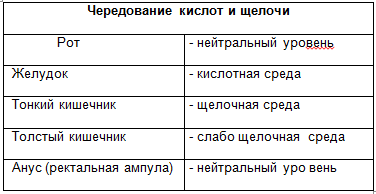 Чередование кислот и щелочи
Рот - нейтральный уровень
Желудок - кислотная среда
Тонкий кишечник - щелочная среда
Толстый кишечник - слабо щелочная среда
Анус (ректальная ампула) - нейтральный уро вень